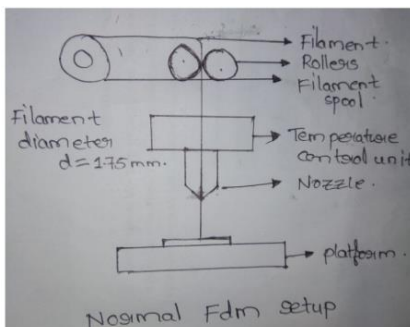 Filament.
Rollers
Filament
spool.
Filament
diameter
d=1.75mm.
Temperature
control unit
Nozzle.
platform.
Normal Fdm setup